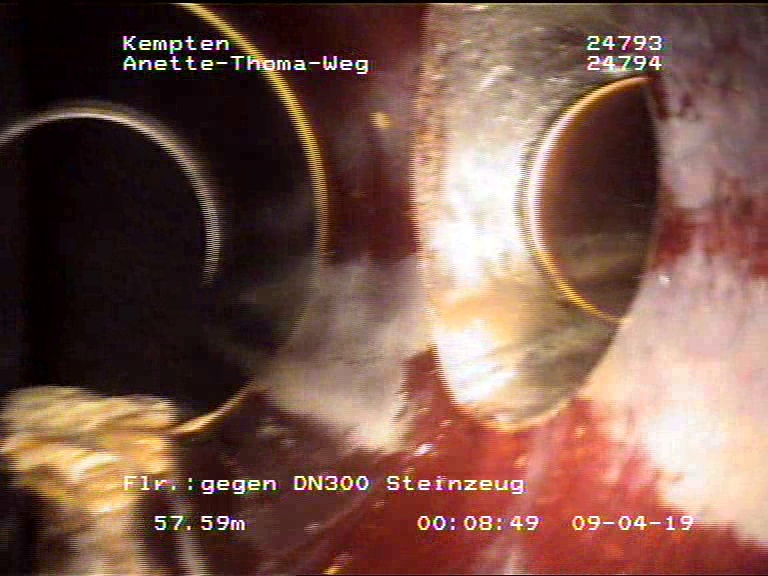 Kempten 24793
Anette-Thoma-Weg 24794
Flr.:gegen DN300 Steinzeug
57.59m 00:08:49 09-04-19